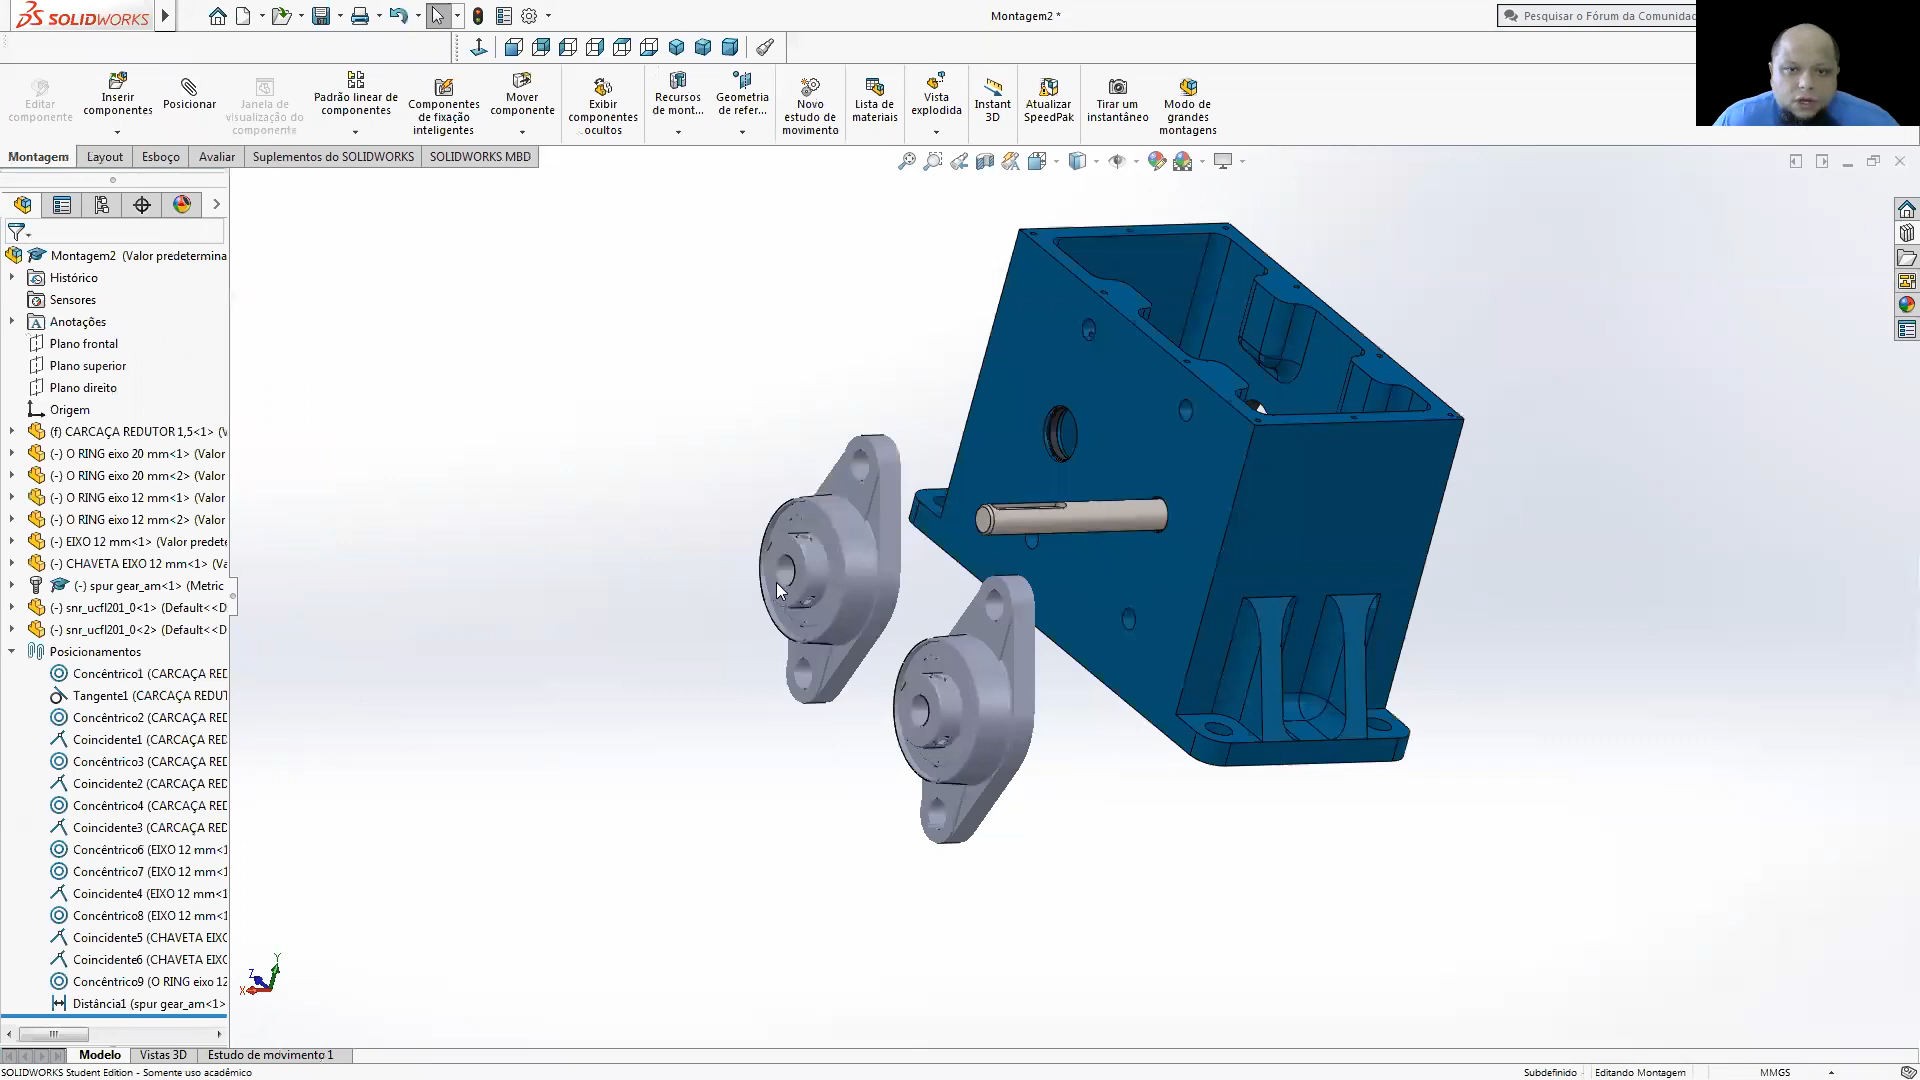 SOLIDWORKS
Montagem2 *
Pesquisar o Fórum da Comunidad
Editar
componente
Inserir
componentes
Posicionar
Janela de
visualização do
componente
Padrão linear de
componentes
Componentes
de fixação
inteligentes
Mover
componente
Exibir
componentes
ocultos
Recursos
de mont...
Geometria
de refer...
Novo
estudo de
movimento
Lista de
materiais
Vista
explodida
Instant
3D
Atualizar
SpeedPak
Tirar um
instantâneo
Modo de
grandes
montagens
Montagem
Layout
Esboço
Avaliar
Suplementos do SOLIDWORKS
SOLIDWORKS MBD
Montagem2 (Valor predetermina
Histórico
Sensores
Anotações
Plano frontal
Plano superior
Plano direito
Origem
(f) CARCAÇA REDUTOR 1,5<1> (V
(-) O RING eixo 20 mm<1> (Valor
(-) O RING eixo 20 mm<2> (Valor
(-) O RING eixo 12 mm<1> (Valor
(-) O RING eixo 12 mm<2> (Valor
(-) EIXO 12 mm<1> (Valor predete
(-) CHAVETA EIXO 12 mm<1> (Va
(-) spur gear_am<1> (Metric
(-) snr_ucfl201_0<1> (Default<<D
(-) snr_ucfl201_0<2> (Default<<D
Posicionamentos
Concêntrico1 (CARCAÇA RED
Tangente1 (CARCAÇA REDUT
Concêntrico2 (CARCAÇA RED
Coincidente1 (CARCAÇA RED
Concêntrico3 (CARCAÇA RED
Coincidente2 (CARCAÇA RED
Concêntrico4 (CARCAÇA RED
Coincidente3 (CARCAÇA RED
Concêntrico6 (EIXO 12 mm<1
Concêntrico7 (EIXO 12 mm<1
Coincidente4 (EIXO 12 mm<1
Concêntrico8 (EIXO 12 mm<1
Coincidente5 (CHAVETA EIXO
Coincidente6 (CHAVETA EIXO
Concêntrico9 (O RING eixo 12
Distância1 (spur gear_am<1>
Y
Z
X
Modelo
Vistas 3D
Estudo de movimento 1
SOLIDWORKS Student Edition - Somente uso acadêmico
Subdefinido
Editando Montagem
MMGS